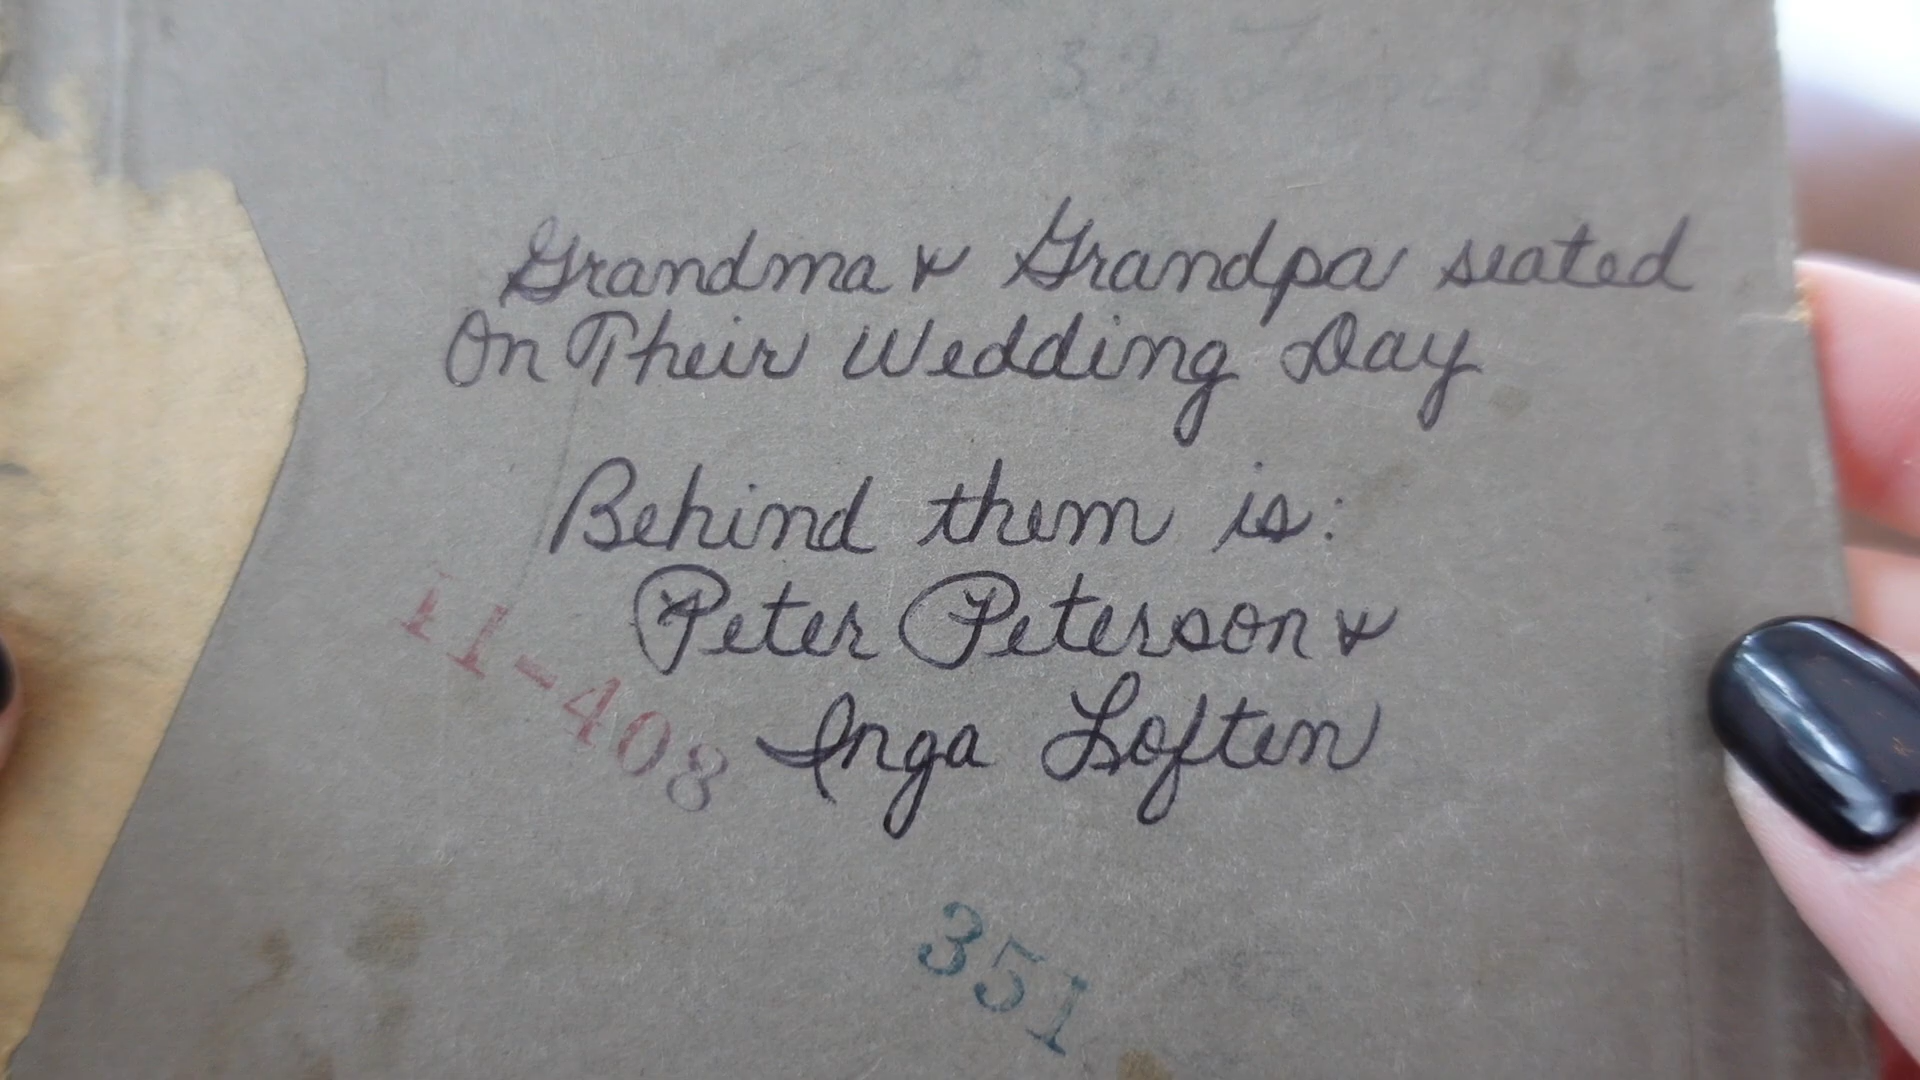 Grandma & Grandpa seated
On Their Wedding Day
Behind them is:
Peter Peterson &
Inga Loften
11-408
351